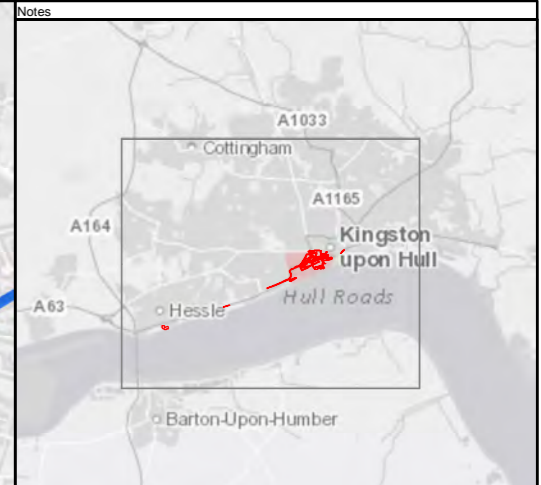 Notes
A1033
Cottingham
A1165
A164
Kingston
upon Hull
Hull Roads
A63
Hessle
Barton-Upon-Humber